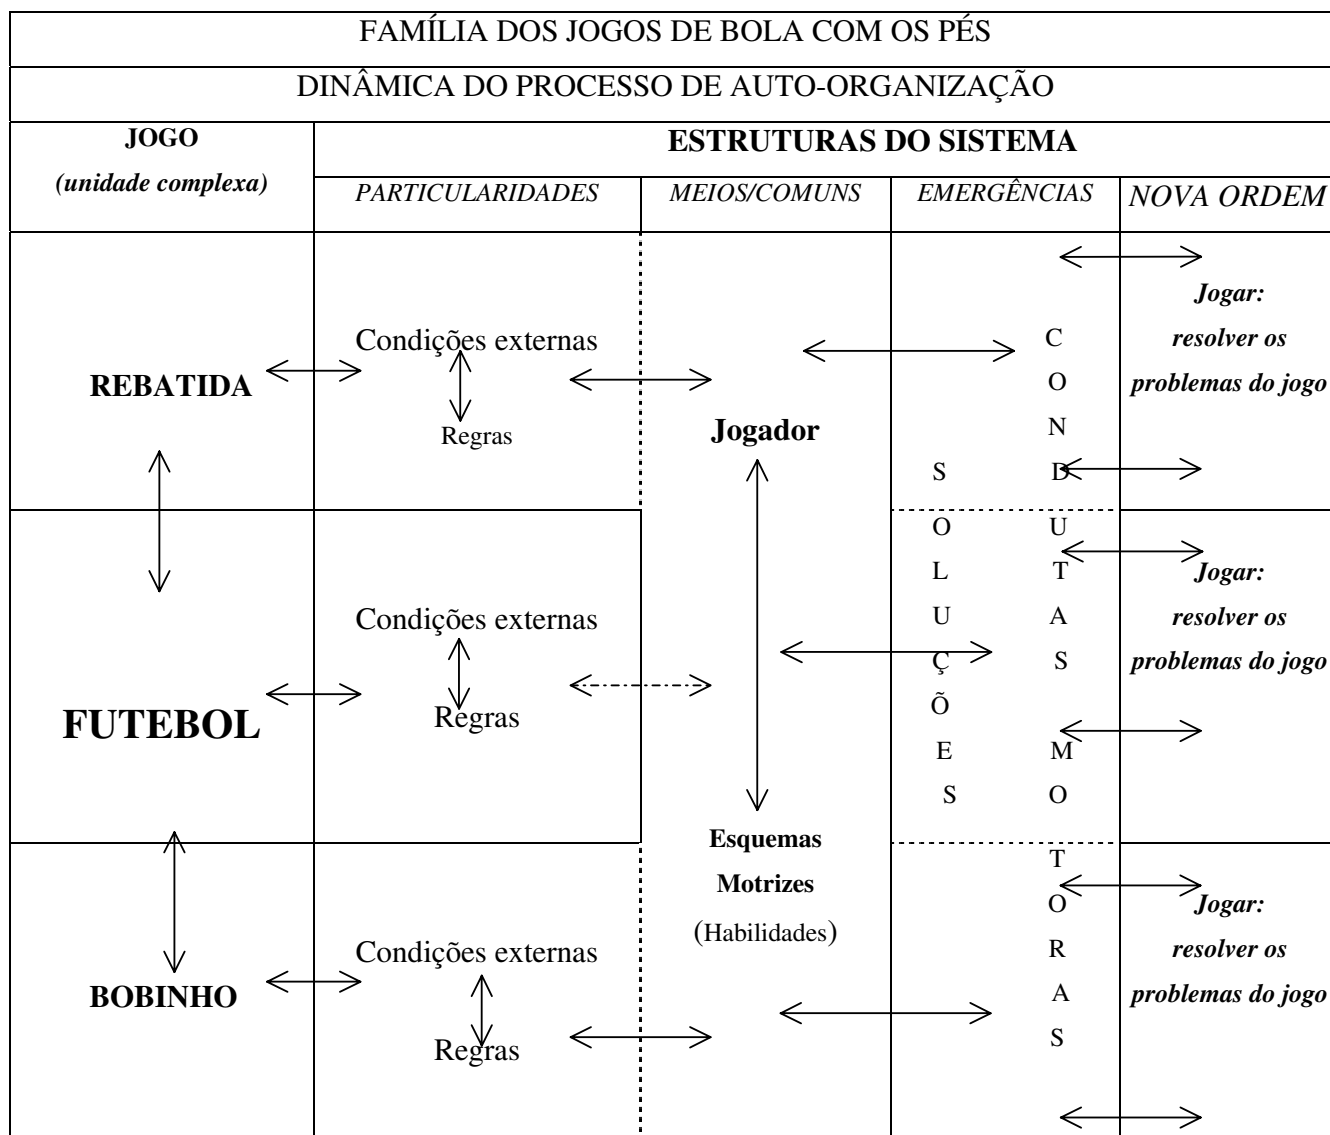 FAMÍLIA DOS JOGOS DE BOLA COM OS PÉS
DINÂMICA DO PROCESSO DE AUTO-ORGANIZAÇÃO
JOGO
(unidade complexa)
ESTRUTURAS DO SISTEMA
PARTICULARIDADES
MEIOS/COMUNS
EMERGÊNCIAS
NOVA ORDEM
REBATIDA
Condições externas
Regras
FUTEBOL
Condições externas
Regras
BOBINHO
Condições externas
Regras
Jogador
Esquemas
Motrizes
(Habilidades)
SOLUÇÕES
CONDUTAS MOTORAS
Jogar:
resolver os
problemas do jogo
Jogar:
resolver os
problemas do jogo
Jogar:
resolver os
problemas do jogo